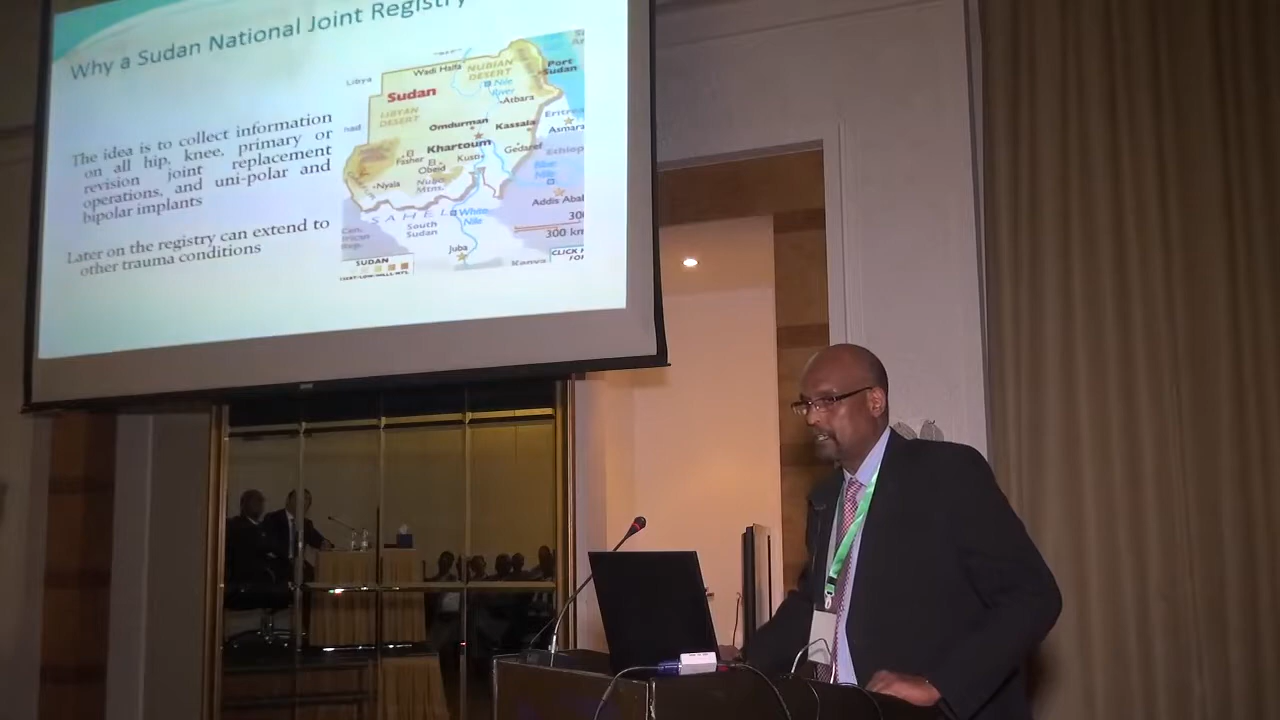 Why a Sudan National Joint Registry
The idea is to collect information
on all hip, knee, primary or
revision joint replacement
operations, and uni-polar and
bipolar implants
Later on the registry can extend to
other trauma conditions
Libya
Wadi Halfa
NUBIAN
DESERT
Port
Sudan
Sudan
Nile
River
Atbara
LIBYAN
DESERT
Eritrea
Asmara
Omdurman
Kassala
Khartoum
Gedaref
Fasher
Obeid
Nyala
Nuba
Mtns.
Blue
Nile
Addis Aba
SAHEL
White
Nile
South
Sudan
300 km
Juba
SUDAN
Kenya